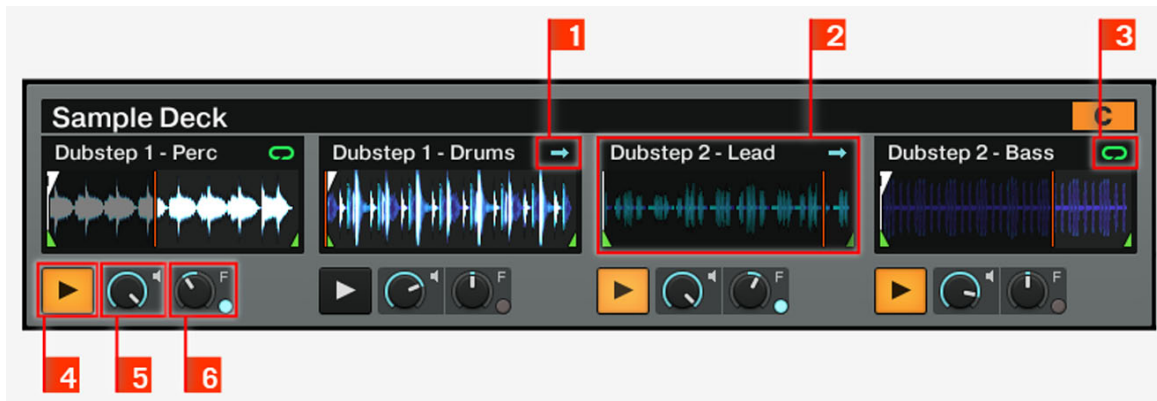 1 2 3
Sample Deck C
Dubstep 1 - Perc Dubstep 1 - Drums Dubstep 2 - Lead Dubstep 2 - Bass
F F F F
4 5 6